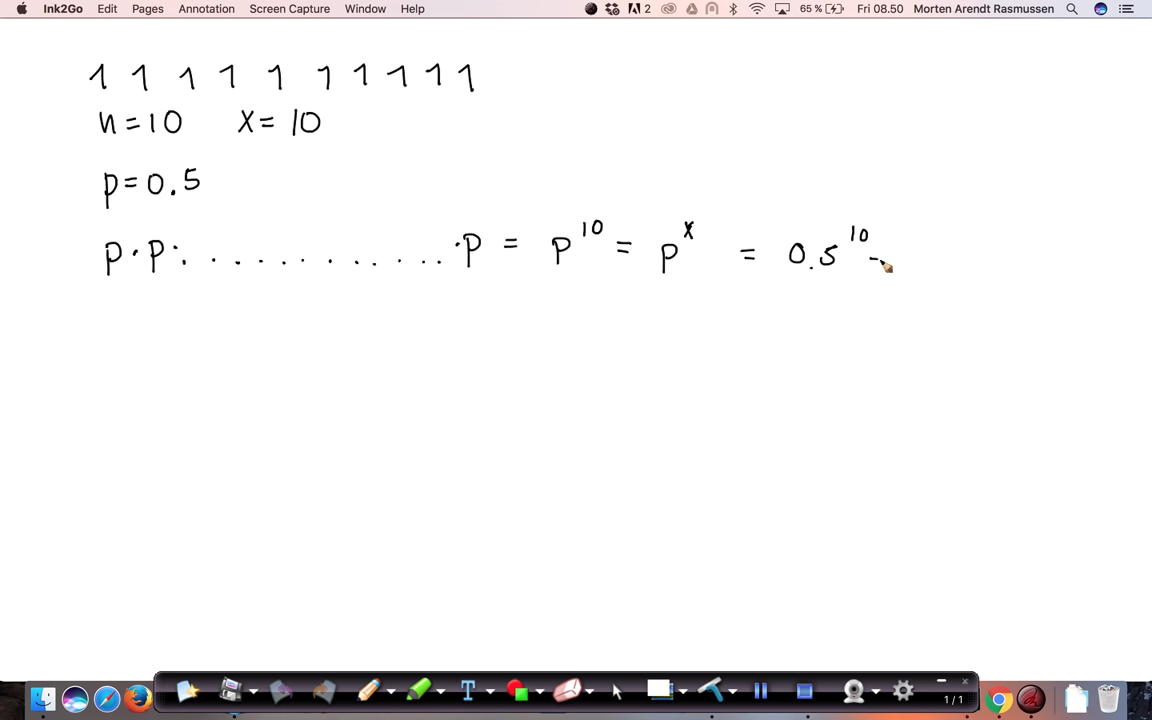 Ink2Go Edit Pages Annotation Screen Capture Window Help 2 65 % Fri 08.50 Morten Arendt Rasmussen
1 1 1 1 1 1 1 1 1 1
n=10 x=10
p=0.5
p·p·. . . . . . . . . . . .·p = p^10 = p^x = 0.5^10 -
T 1/1